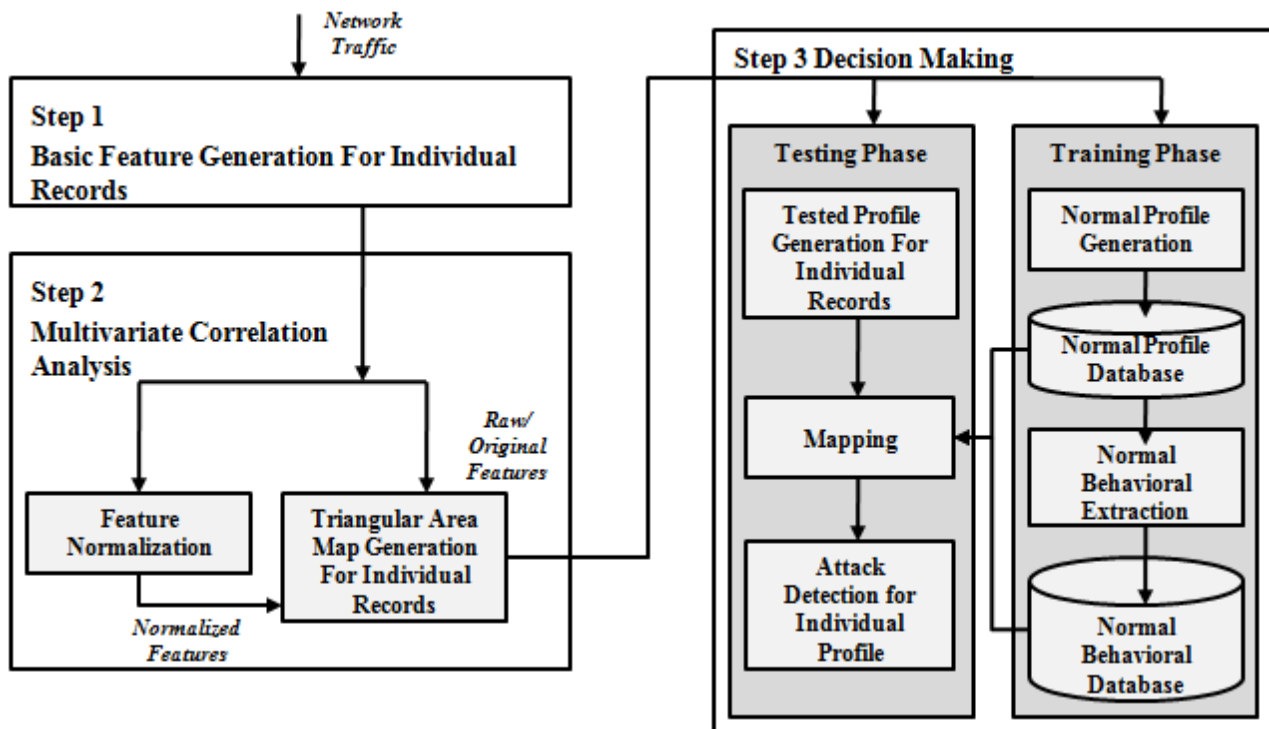 Network
Traffic
Step 1
Basic Feature Generation For Individual
Records
Step 2
Multivariate Correlation
Analysis
Raw/
Original
Features
Feature
Normalization
Triangular Area
Map Generation
For Individual
Records
Normalized
Features
Step 3 Decision Making
Testing Phase
Tested Profile
Generation For
Individual
Records
Mapping
Attack
Detection for
Individual
Profile
Training Phase
Normal Profile
Generation
Normal Profile
Database
Normal
Behavioral
Extraction
Normal
Behavioral
Database